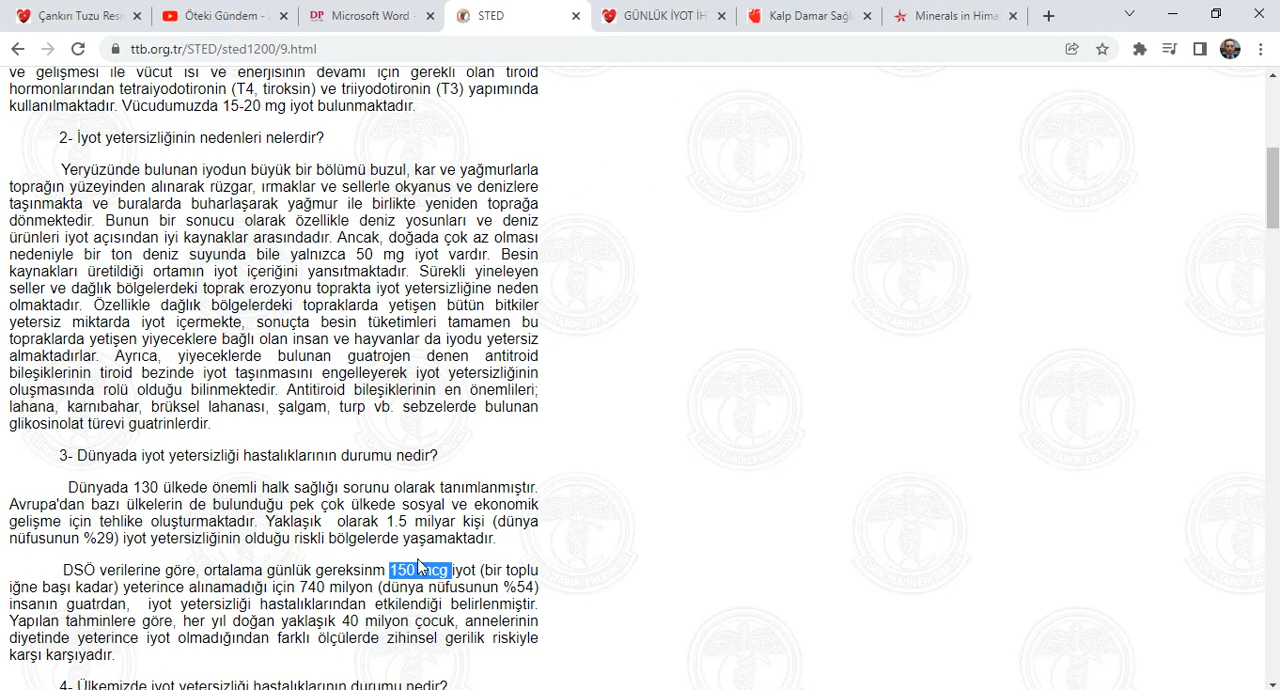 Çankırı Tuzu Resr
Öteki Gündem -
DP Microsoft Word -
STED
GÜNLÜK İYOT İH
Kalp Damar Sağlı
Minerals in Hima
ttb.org.tr/STED/sted1200/9.html
ve gelişmesi ile vücut ısı ve enerjisinin devamı için gerekli olan tiroid
hormonlarından tetraiyodotironin (T4, tiroksin) ve triiyodotironin (T3) yapımında
kullanılmaktadır. Vücudumuzda 15-20 mg iyot bulunmaktadır.
2- İyot yetersizliğinin nedenleri nelerdir?
Yeryüzünde bulunan iyodun büyük bir bölümü buzul, kar ve yağmurlarla
toprağın yüzeyinden alınarak rüzgar, ırmaklar ve sellerle okyanus ve denizlere
taşınmakta ve buralarda buharlaşarak yağmur ile birlikte yeniden toprağa
dönmektedir. Bunun bir sonucu olarak özellikle deniz yosunları ve deniz
ürünleri iyot açısından iyi kaynaklar arasındadır. Ancak, doğada çok az olması
nedeniyle bir ton deniz suyunda bile yalnızca 50 mg iyot vardır. Besin
kaynakları üretildiği ortamın iyot içeriğini yansıtmaktadır. Sürekli yineleyen
seller ve dağlık bölgelerdeki toprak erozyonu toprakta iyot yetersizliğine neden
olmaktadır. Özellikle dağlık bölgelerdeki topraklarda yetişen bütün bitkiler
yetersiz miktarda iyot içermekte, sonuçta besin tüketimleri tamamen bu
topraklarda yetişen yiyeceklere bağlı olan insan ve hayvanlar da iyodu yetersiz
almaktadırlar. Ayrıca, yiyeceklerde bulunan guatrojen denen antitroid
bileşiklerinin tiroid bezinde iyot taşınmasını engelleyerek iyot yetersizliğinin
oluşmasında rolü olduğu bilinmektedir. Antitiroid bileşiklerinin en önemlileri;
lahana, karnıbahar, brüksel lahanası, şalgam, turp vb. sebzelerde bulunan
glikosinolat türevi guatrinlerdir.
3- Dünyada iyot yetersizliği hastalıklarının durumu nedir?
Dünyada 130 ülkede önemli halk sağlığı sorunu olarak tanımlanmıştır.
Avrupa'dan bazı ülkelerin de bulunduğu pek çok ülkede sosyal ve ekonomik
gelişme için tehlike oluşturmaktadır. Yaklaşık olarak 1.5 milyar kişi (dünya
nüfusunun %29) iyot yetersizliğinin olduğu riskli bölgelerde yaşamaktadır.
DSÖ verilerine göre, ortalama günlük gereksinm 150 mcg iyot (bir toplu
iğne başı kadar) yeterince alınamadığı için 740 milyon (dünya nüfusunun %54)
insanın guatrdan, iyot yetersizliği hastalıklarından etkilendiği belirlenmiştir.
Yapılan tahminlere göre, her yıl doğan yaklaşık 40 milyon çocuk, annelerinin
diyetinde yeterince iyot olmadığından farklı ölçülerde zihinsel gerilik riskiyle
karşı karşıyadır.
4- Ülkemizde iyot yetersizliği hastalıklarının durumu nedir?